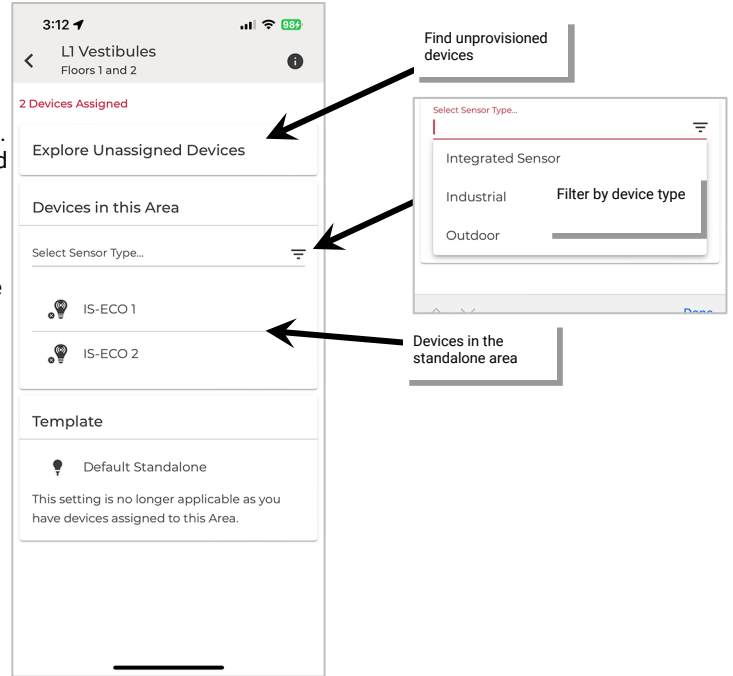 3:12
98
L1 Vestibules
Floors 1 and 2
2 Devices Assigned
Explore Unassigned Devices
Devices in this Area
Select Sensor Type...
IS-ECO 1
IS-ECO 2
Template
Default Standalone
This setting is no longer applicable as you
have devices assigned to this Area.
Find unprovisioned
devices
Select Sensor Type...
Integrated Sensor
Industrial
Filter by device type
Outdoor
Devices in the
standalone area